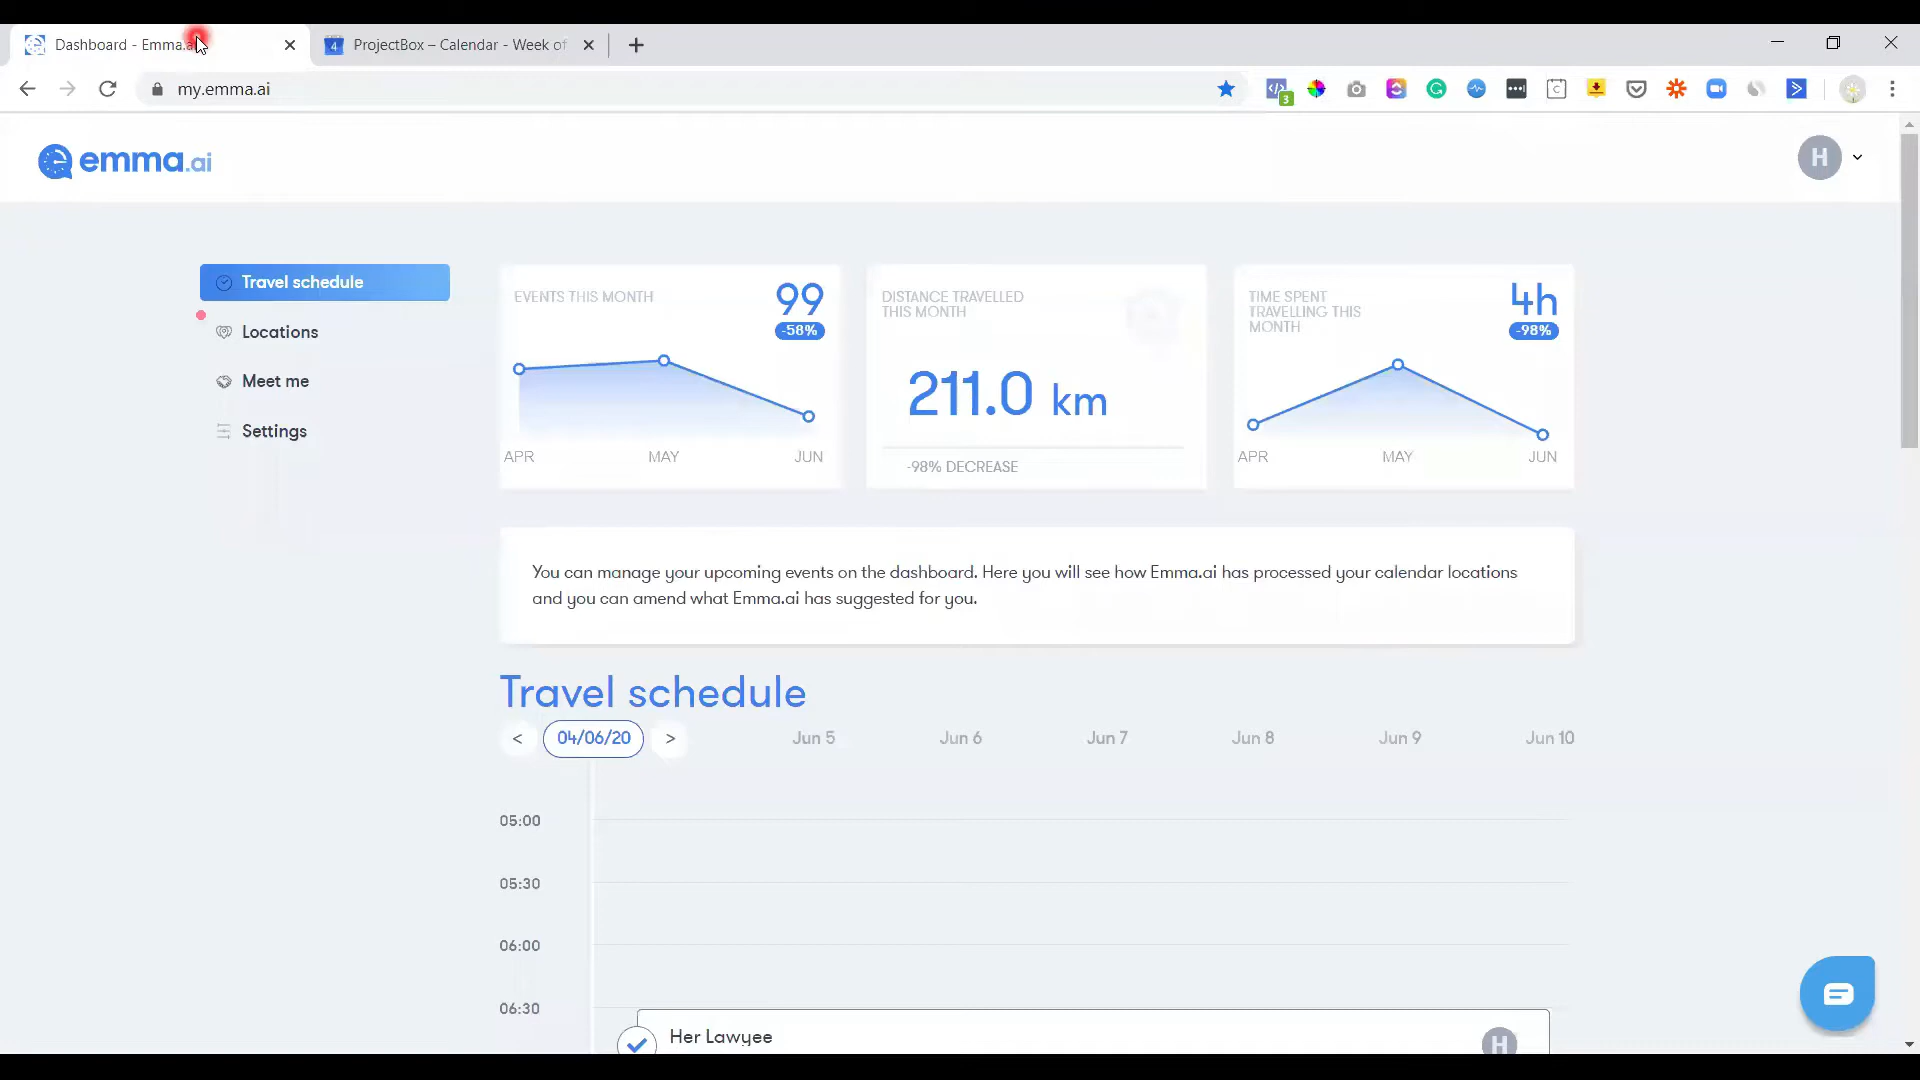 Dashboard - Emma.ai
ProjectBox – Calendar - Week of
my.emma.ai
3
emma.ai
H
Travel schedule
Locations
Meet me
Settings
EVENTS THIS MONTH
99
-58%
APR MAY JUN
DISTANCE TRAVELLED
THIS MONTH
211.0 km
-98% DECREASE
TIME SPENT
TRAVELLING THIS
MONTH
4h
-98%
APR MAY JUN
You can manage your upcoming events on the dashboard. Here you will see how Emma.ai has processed your calendar locations
and you can amend what Emma.ai has suggested for you.
Travel schedule
< 04/06/20 > Jun 5 Jun 6 Jun 7 Jun 8 Jun 9 Jun 10
05:00
05:30
06:00
06:30
Her Lawyee
H